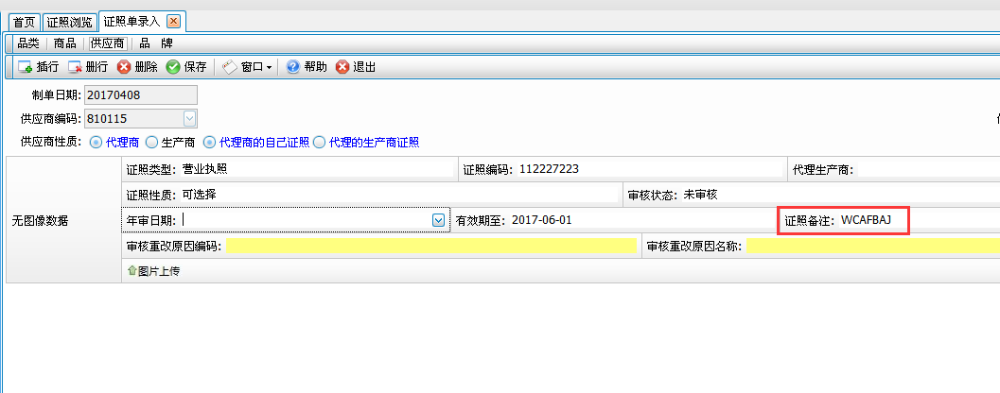 首页 证照浏览 证照单录入
品类 商品 供应商 品 牌
插行 删行 删除 保存 窗口 帮助 退出
制单日期: 20170408
供应商编码: 810115
供应商性质: 代理商 生产商 代理商的自己证照 代理的生产商证照
证照类型: 营业执照 证照编码: 112227223 代理生产商:
证照性质: 可选择 审核状态: 未审核
无图像数据 年审日期: 有效期至: 2017-06-01 证照备注: WCAFBAJ
审核重改原因编码: 审核重改原因名称:
图片上传